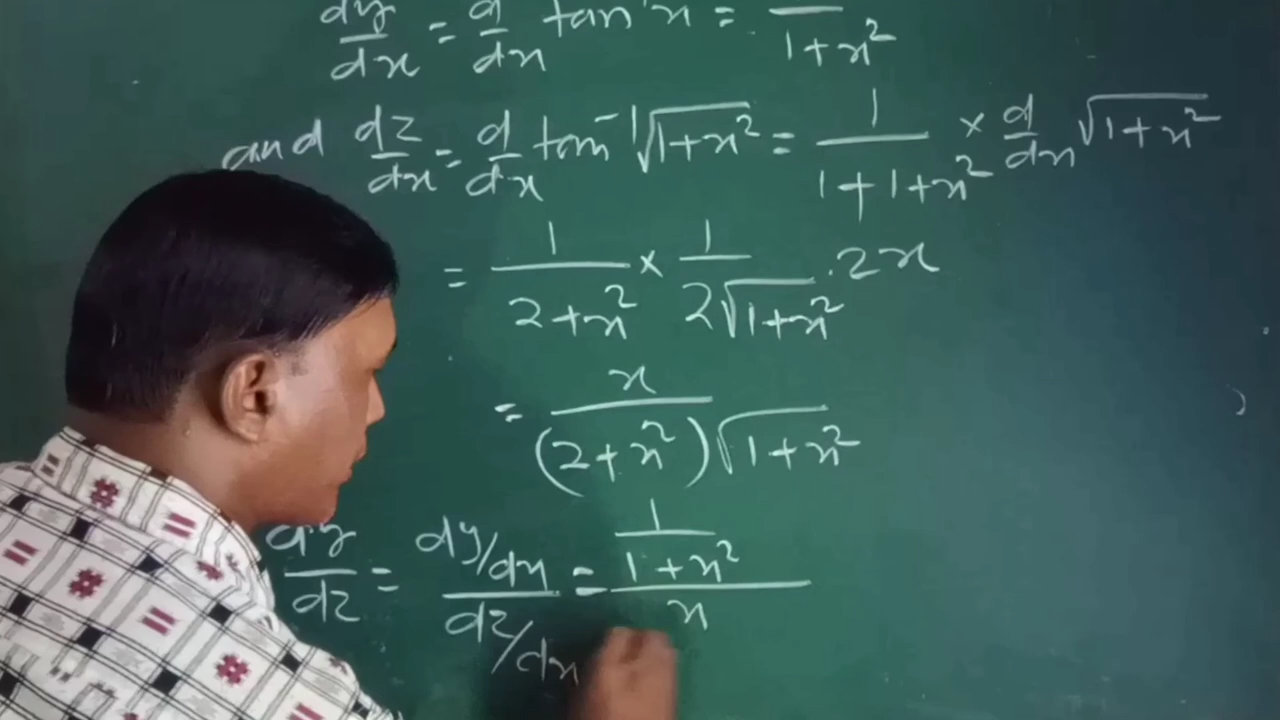 dy/dx = d/dx tan⁻¹x = 1/(1+x²)
and dz/dx = d/dx tan⁻¹√(1+x²) = 1/(1+1+x²) × d/dx √(1+x²)
= 1/(2+x²) × 1/(2√(1+x²)) .2x
= x/((2+x²)√(1+x²))
dy/dz = (dy/dx)/(dz/dx) = (1/(1+x²))/x